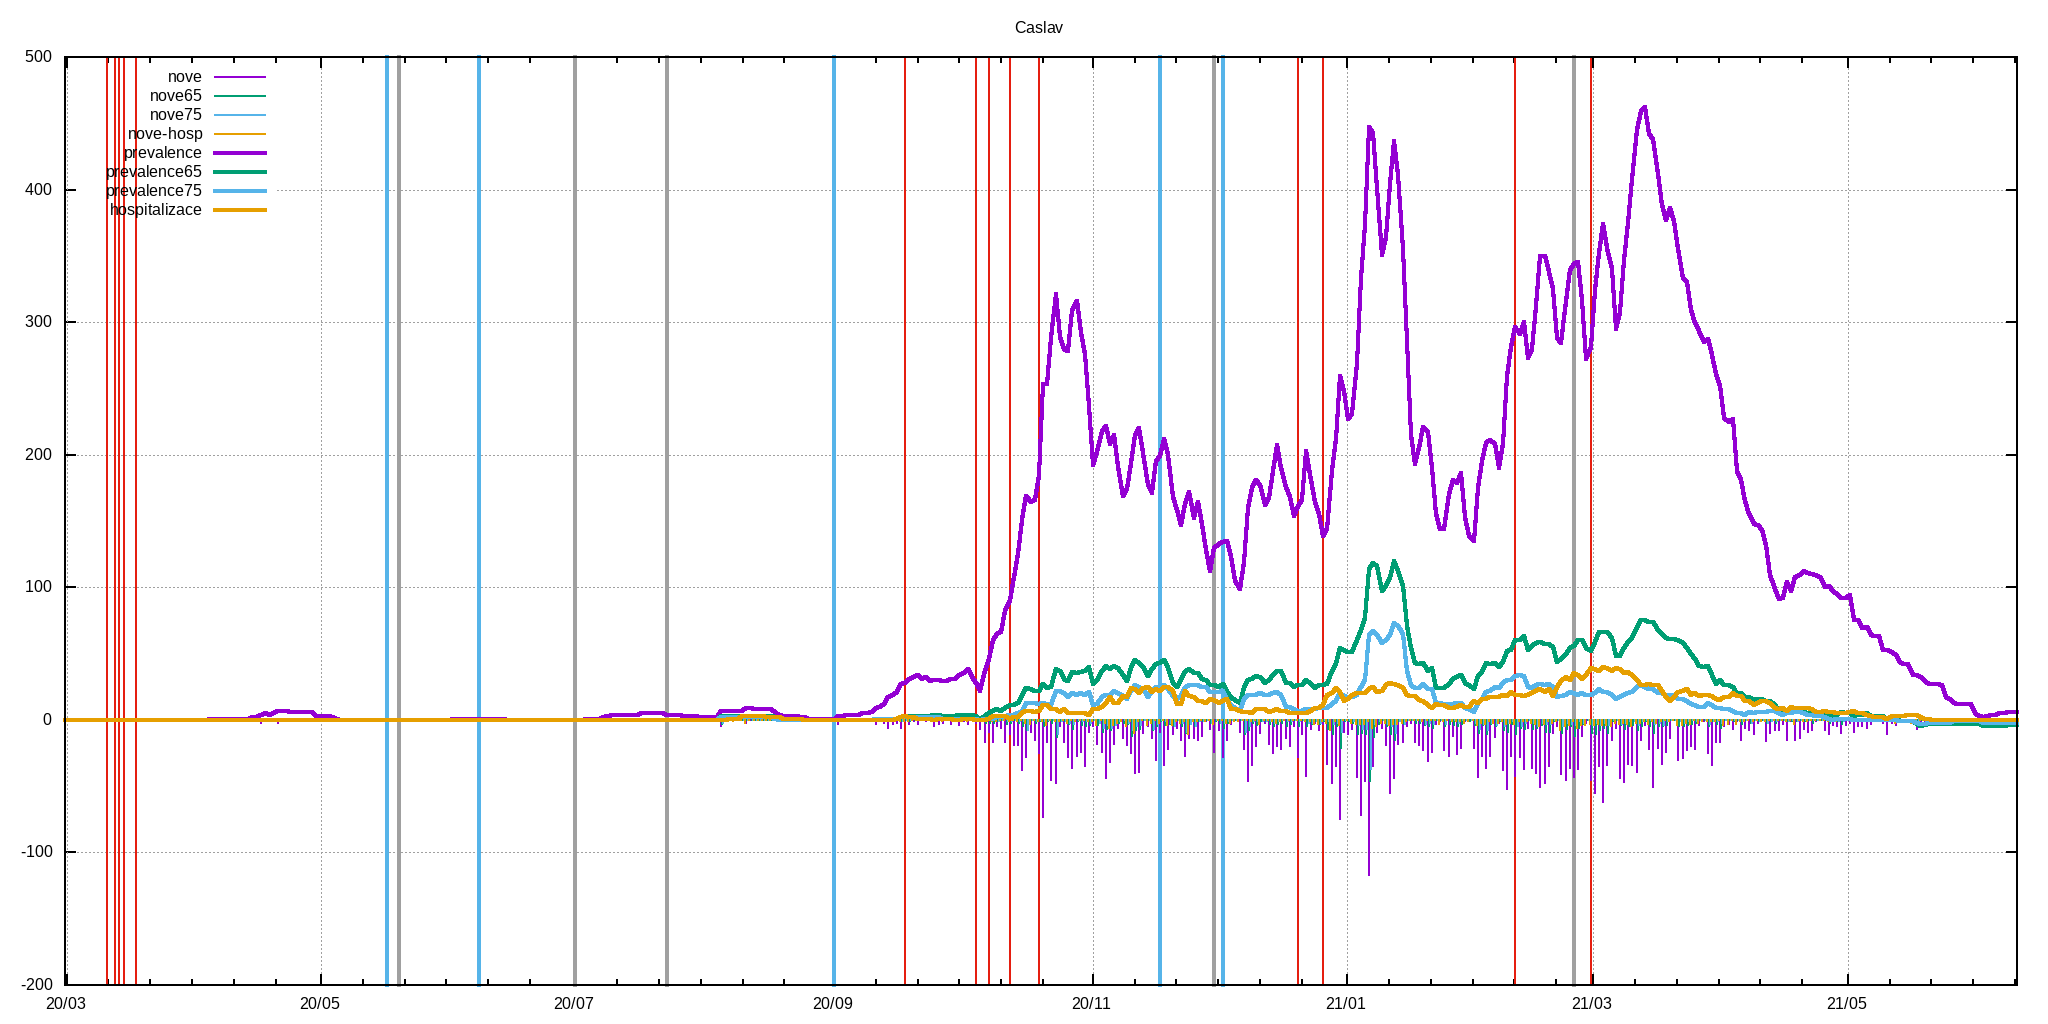 Caslav
500
400
300
200
100
0
-100
-200
nove
nove65
nove75
nove-hosp
prevalence
prevalence65
prevalence75
hospitalizace
20/03 20/05 20/07 20/09 20/11 21/01 21/03 21/05